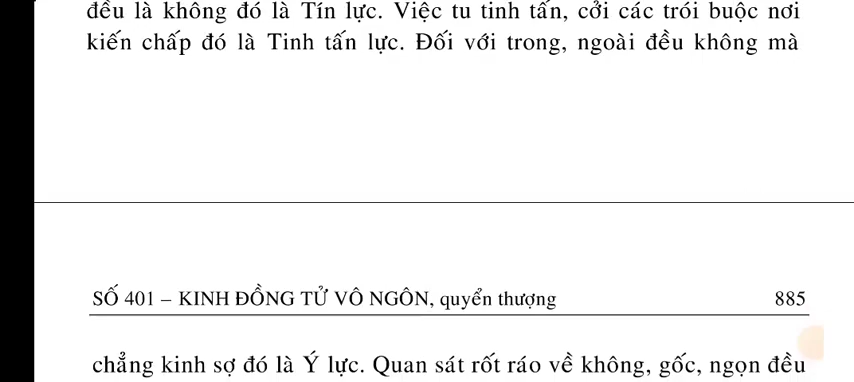 đều là không đó là Tín lực. Việc tu tinh tấn, cởi các trói buộc nơi
kiến chấp đó là Tinh tấn lực. Đối với trong, ngoài đều không mà
SỐ 401 – KINH ĐỒNG TỬ VÔ NGÔN, quyển thượng 885
chẳng kinh sợ đó là Ý lực. Quan sát rốt ráo về không, gốc, ngọn đều